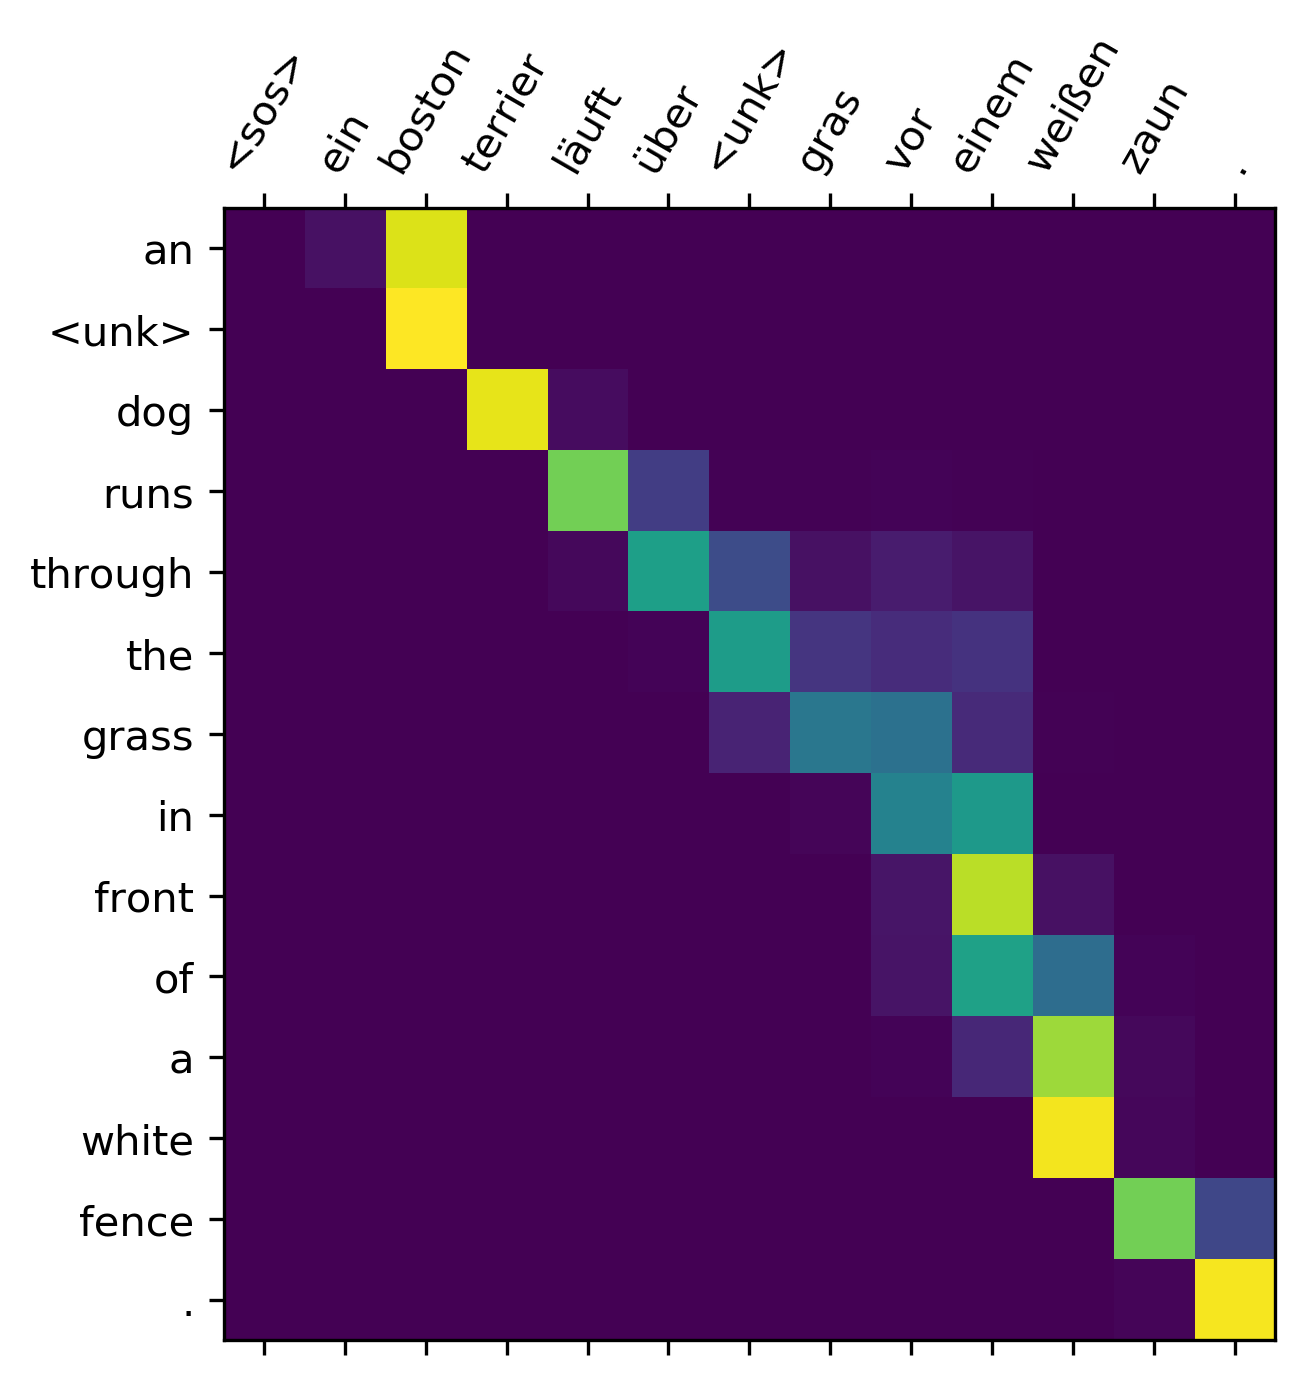 <sos> ein boston terrier läuft über <unk> gras vor einem weißen zaun .
an
<unk>
dog
runs
through
the
grass
in
front
of
a
white
fence
.